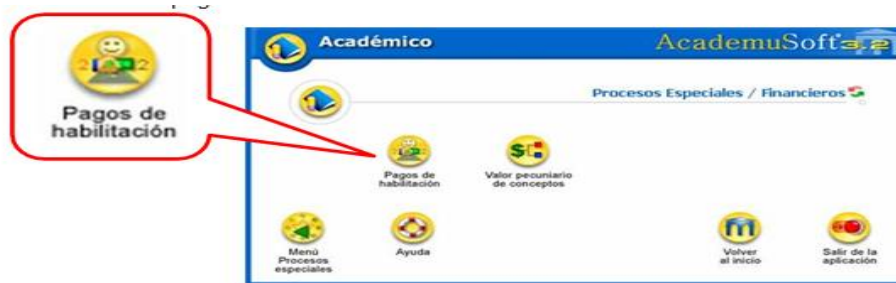 Pagos de
habilitación
Académico
AcademuSoft 3.2
Procesos Especiales / Financieros
Pagos de
habilitación
Valor pecuniario
de conceptos
Menú
Procesos
especiales
Ayuda
Volver
al inicio
Salir de la
aplicación